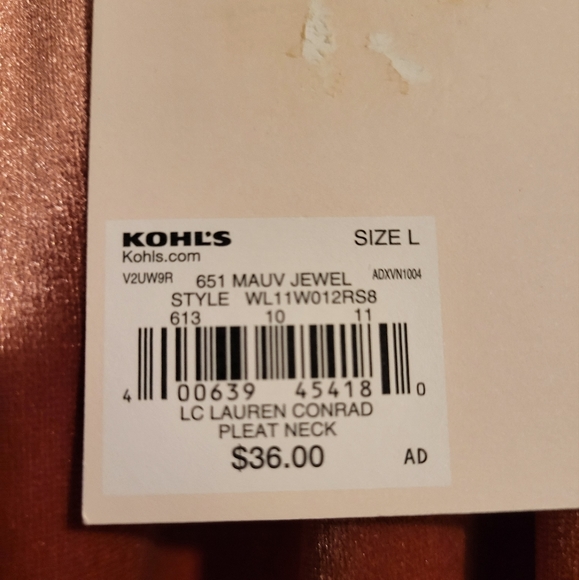 KOHL'S SIZE L
Kohls.com
V2UW9R 651 MAUV JEWEL ADXVN1004
STYLE WL11W012RS8
613 10 11
4 00639 45418 0
LC LAUREN CONRAD
PLEAT NECK
$36.00 AD